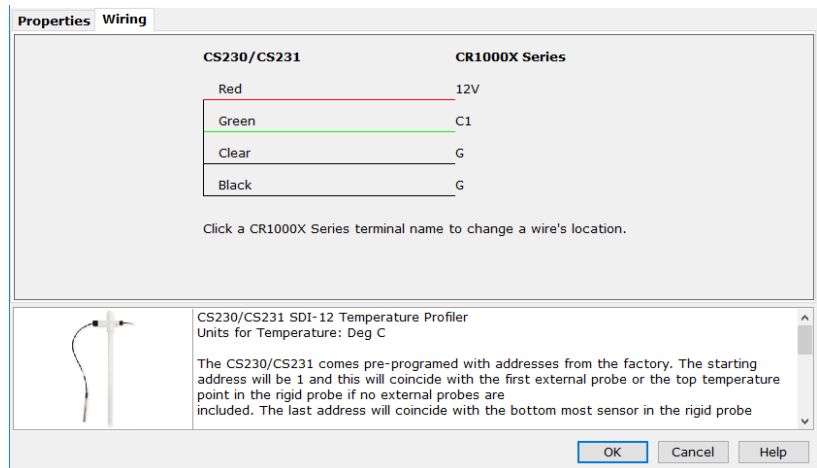 Properties Wiring
CS230/CS231 CR1000X Series
Red 12V
Green C1
Clear G
Black G
Click a CR1000X Series terminal name to change a wire's location.
CS230/CS231 SDI-12 Temperature Profiler
Units for Temperature: Deg C
The CS230/CS231 comes pre-programed with addresses from the factory. The starting
address will be 1 and this will coincide with the first external probe or the top temperature
point in the rigid probe if no external probes are
included. The last address will coincide with the bottom most sensor in the rigid probe
OK Cancel Help